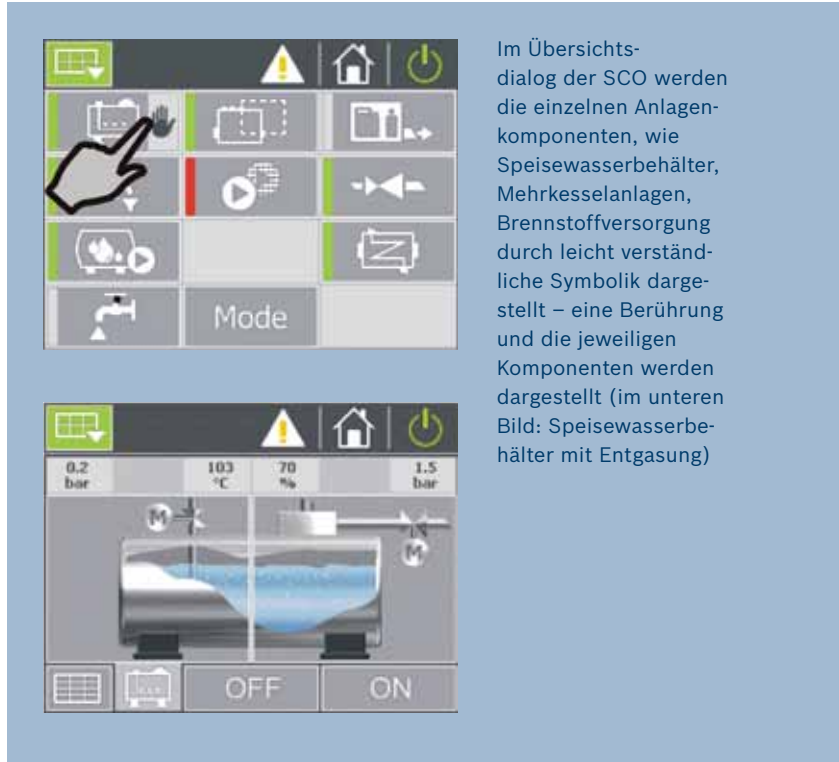 Im Übersichts-
dialog der SCO werden
die einzelnen Anlagen-
komponenten, wie
Speisewasserbehälter,
Mehrkesselanlagen,
Brennstoffversorgung
durch leicht verständ-
liche Symbolik darge-
stellt – eine Berührung
und die jeweiligen
Komponenten werden
dargestellt (im unteren
Bild: Speisewasserbe-
hälter mit Entgasung)
Mode
0.2 103 70 1.5
bar °C % bar
M
M
OFF ON